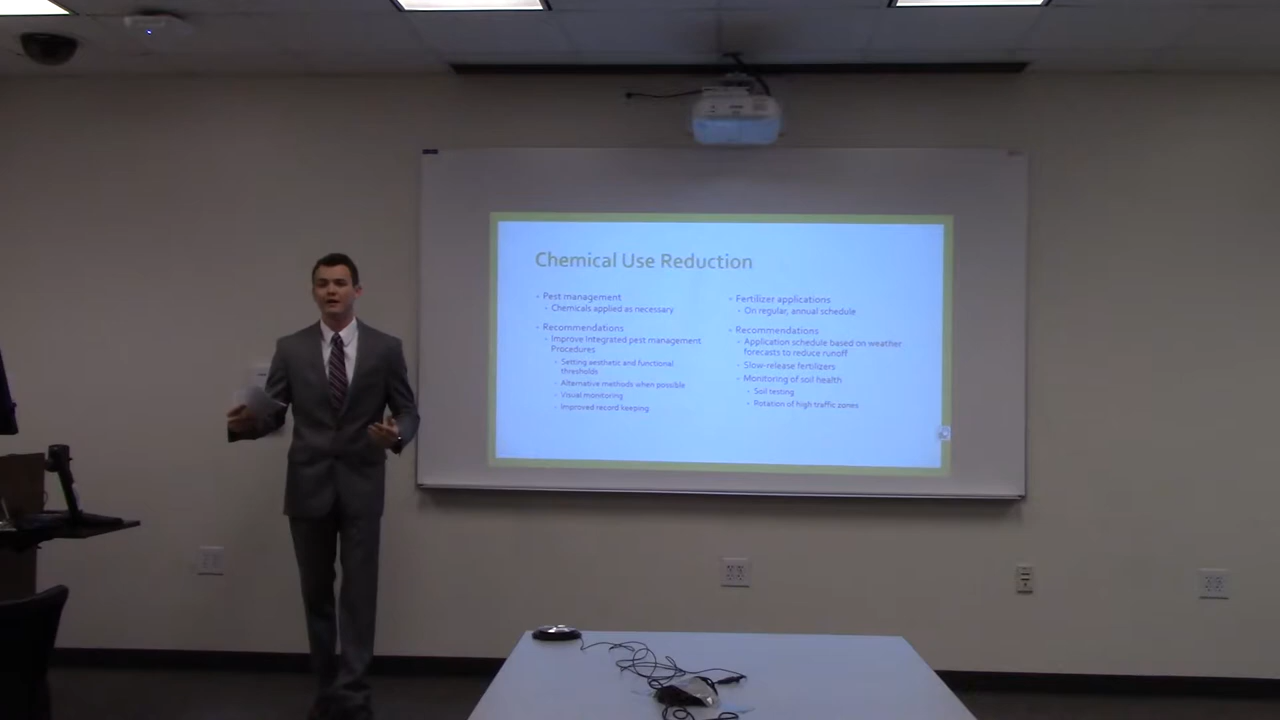 Chemical Use Reduction
Pest management
Chemicals applied as necessary
Recommendations
Improve Integrated pest management
Procedures
Setting aesthetic and functional
thresholds
Alternative methods when possible
Visual monitoring
Improved record keeping
Fertilizer applications
On regular, annual schedule
Recommendations
Application schedule based on weather
forecasts to reduce runoff
Slow-release fertilizers
Monitoring of soil health
Soil testing
Rotation of high traffic zones